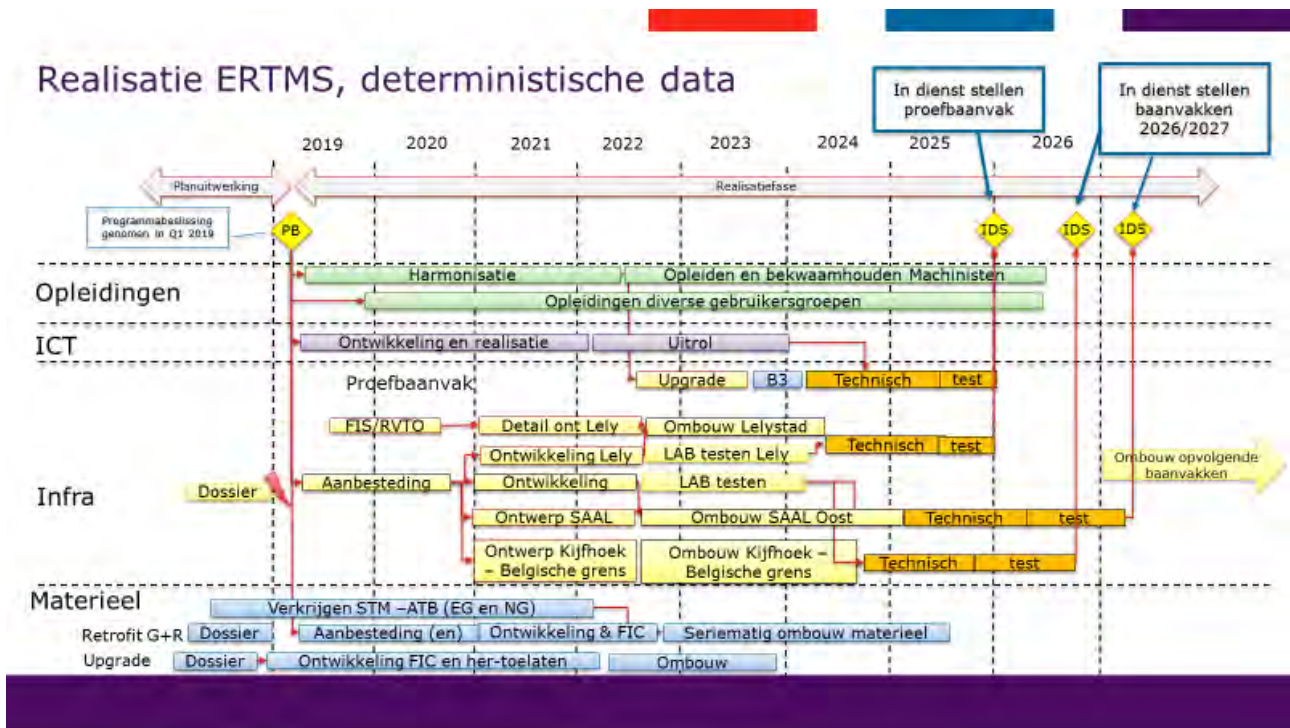 Realisatie ERTMS, deterministische data
In dienst stellen
proefbaanvak
In dienst stellen
baanvakken
2026/2027
2019 2020 2021 2022 2023 2024 2025 2026
Planuitwerking Realisatiefase
Programmabeslissing
genomen in Q1 2019
PB IDS IDS IDS
Opleidingen
Harmonisatie Opleiden en bekwaamhouden Machinisten
Opleidingen diverse gebruikersgroepen
ICT Ontwikkeling en realisatie Uitrol
Proefbaanvak Upgrade B3 Technisch test
FIS/RVTO Detail ont Lely Ombouw Lelystad
Ontwikkeling Lely LAB testen Lely Technisch test
Infra
Dossier Aanbesteding Ontwikkeling LAB testen
Ombouw opvolgende
baanvakken
Ontwerp SAAL Ombouw SAAL Oost Technisch test
Ontwerp Kijfhoek
– Belgische grens
Ombouw Kijfhoek –
Belgische grens
Technisch test
Materieel
Verkrijgen STM –ATB (EG en NG)
Retrofit G+R Dossier Aanbesteding (en) Ontwikkeling & FIC Seriematig ombouw materieel
Upgrade Dossier Ontwikkeling FIC en her-toelaten Ombouw